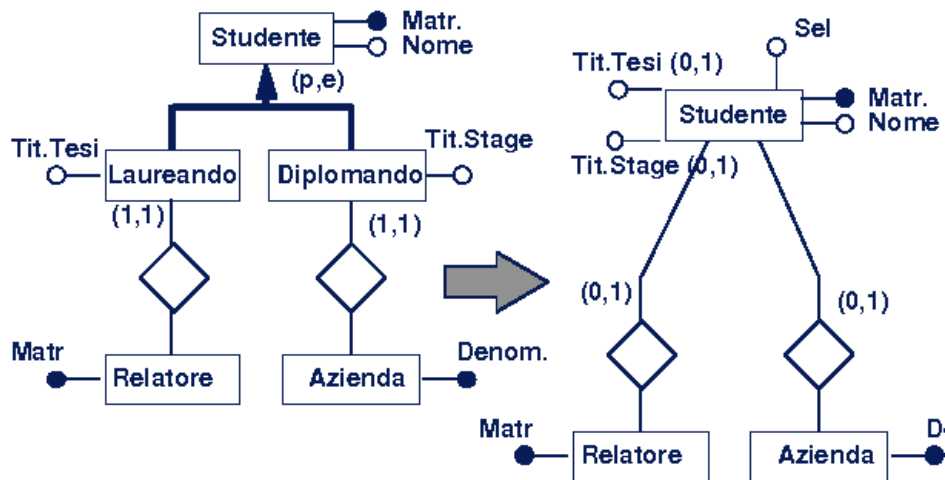 Studente
Matr.
Nome
(p,e)
Tit.Tesi
Laureando
(1,1)
Diplomando
Tit.Stage
(1,1)
Matr
Relatore
Azienda
Denom.
Sel
Tit.Tesi (0,1)
Studente
Matr.
Nome
Tit.Stage (0,1)
(0,1)
(0,1)
Matr
Relatore
Azienda